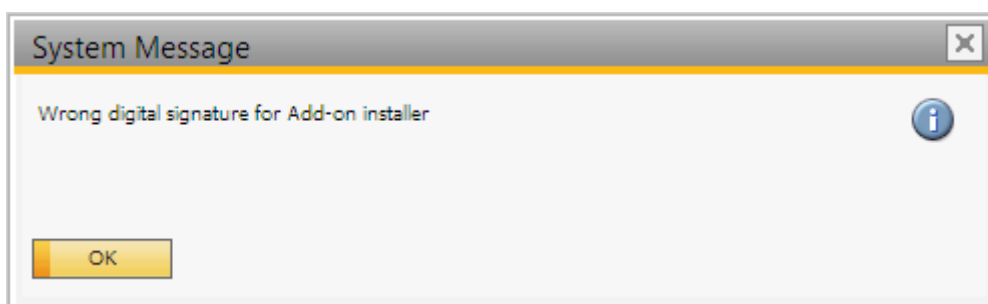 System Message
Wrong digital signature for Add-on installer
OK